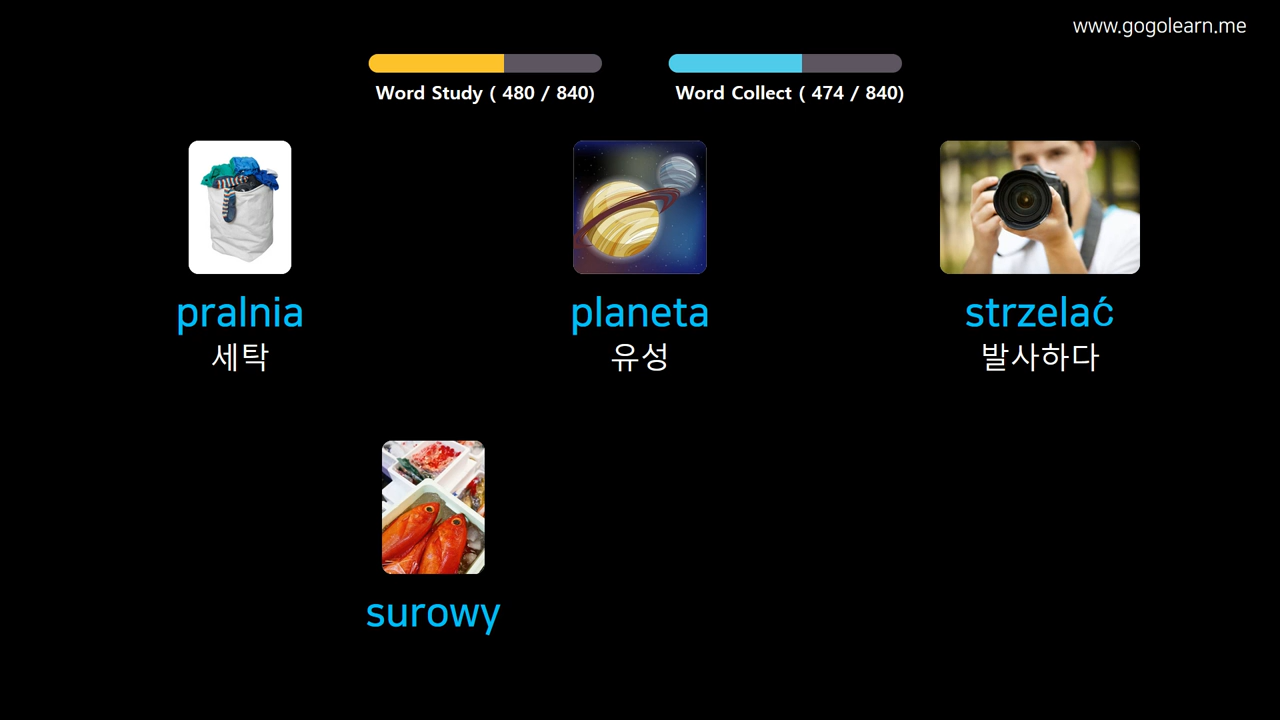 www.gogolearn.me
Word Study ( 480 / 840)
Word Collect ( 474 / 840)
pralnia
세탁
planeta
유성
strzelać
발사하다
surowy